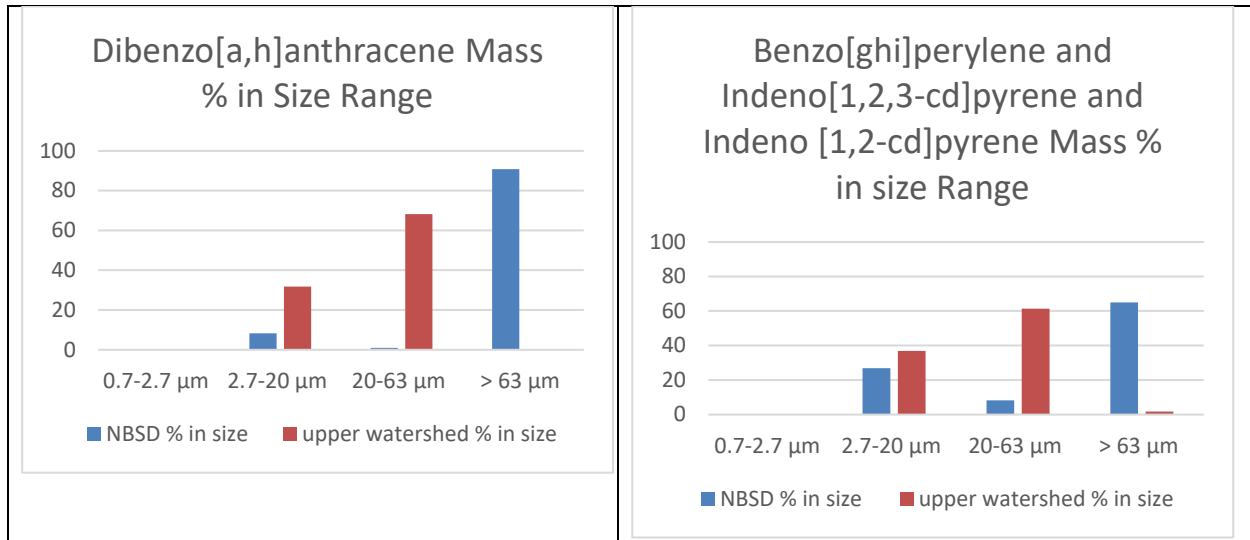 Dibenzo[a,h]anthracene Mass
% in Size Range
100
80
60
40
20
0
0.7-2.7 µm 2.7-20 µm 20-63 µm > 63 µm
NBSD % in size upper watershed % in size
Benzo[ghi]perylene and
Indeno[1,2,3-cd]pyrene and
Indeno [1,2-cd]pyrene Mass %
in size Range
100
80
60
40
20
0
0.7-2.7 µm 2.7-20 µm 20-63 µm > 63 µm
NBSD % in size upper watershed % in size